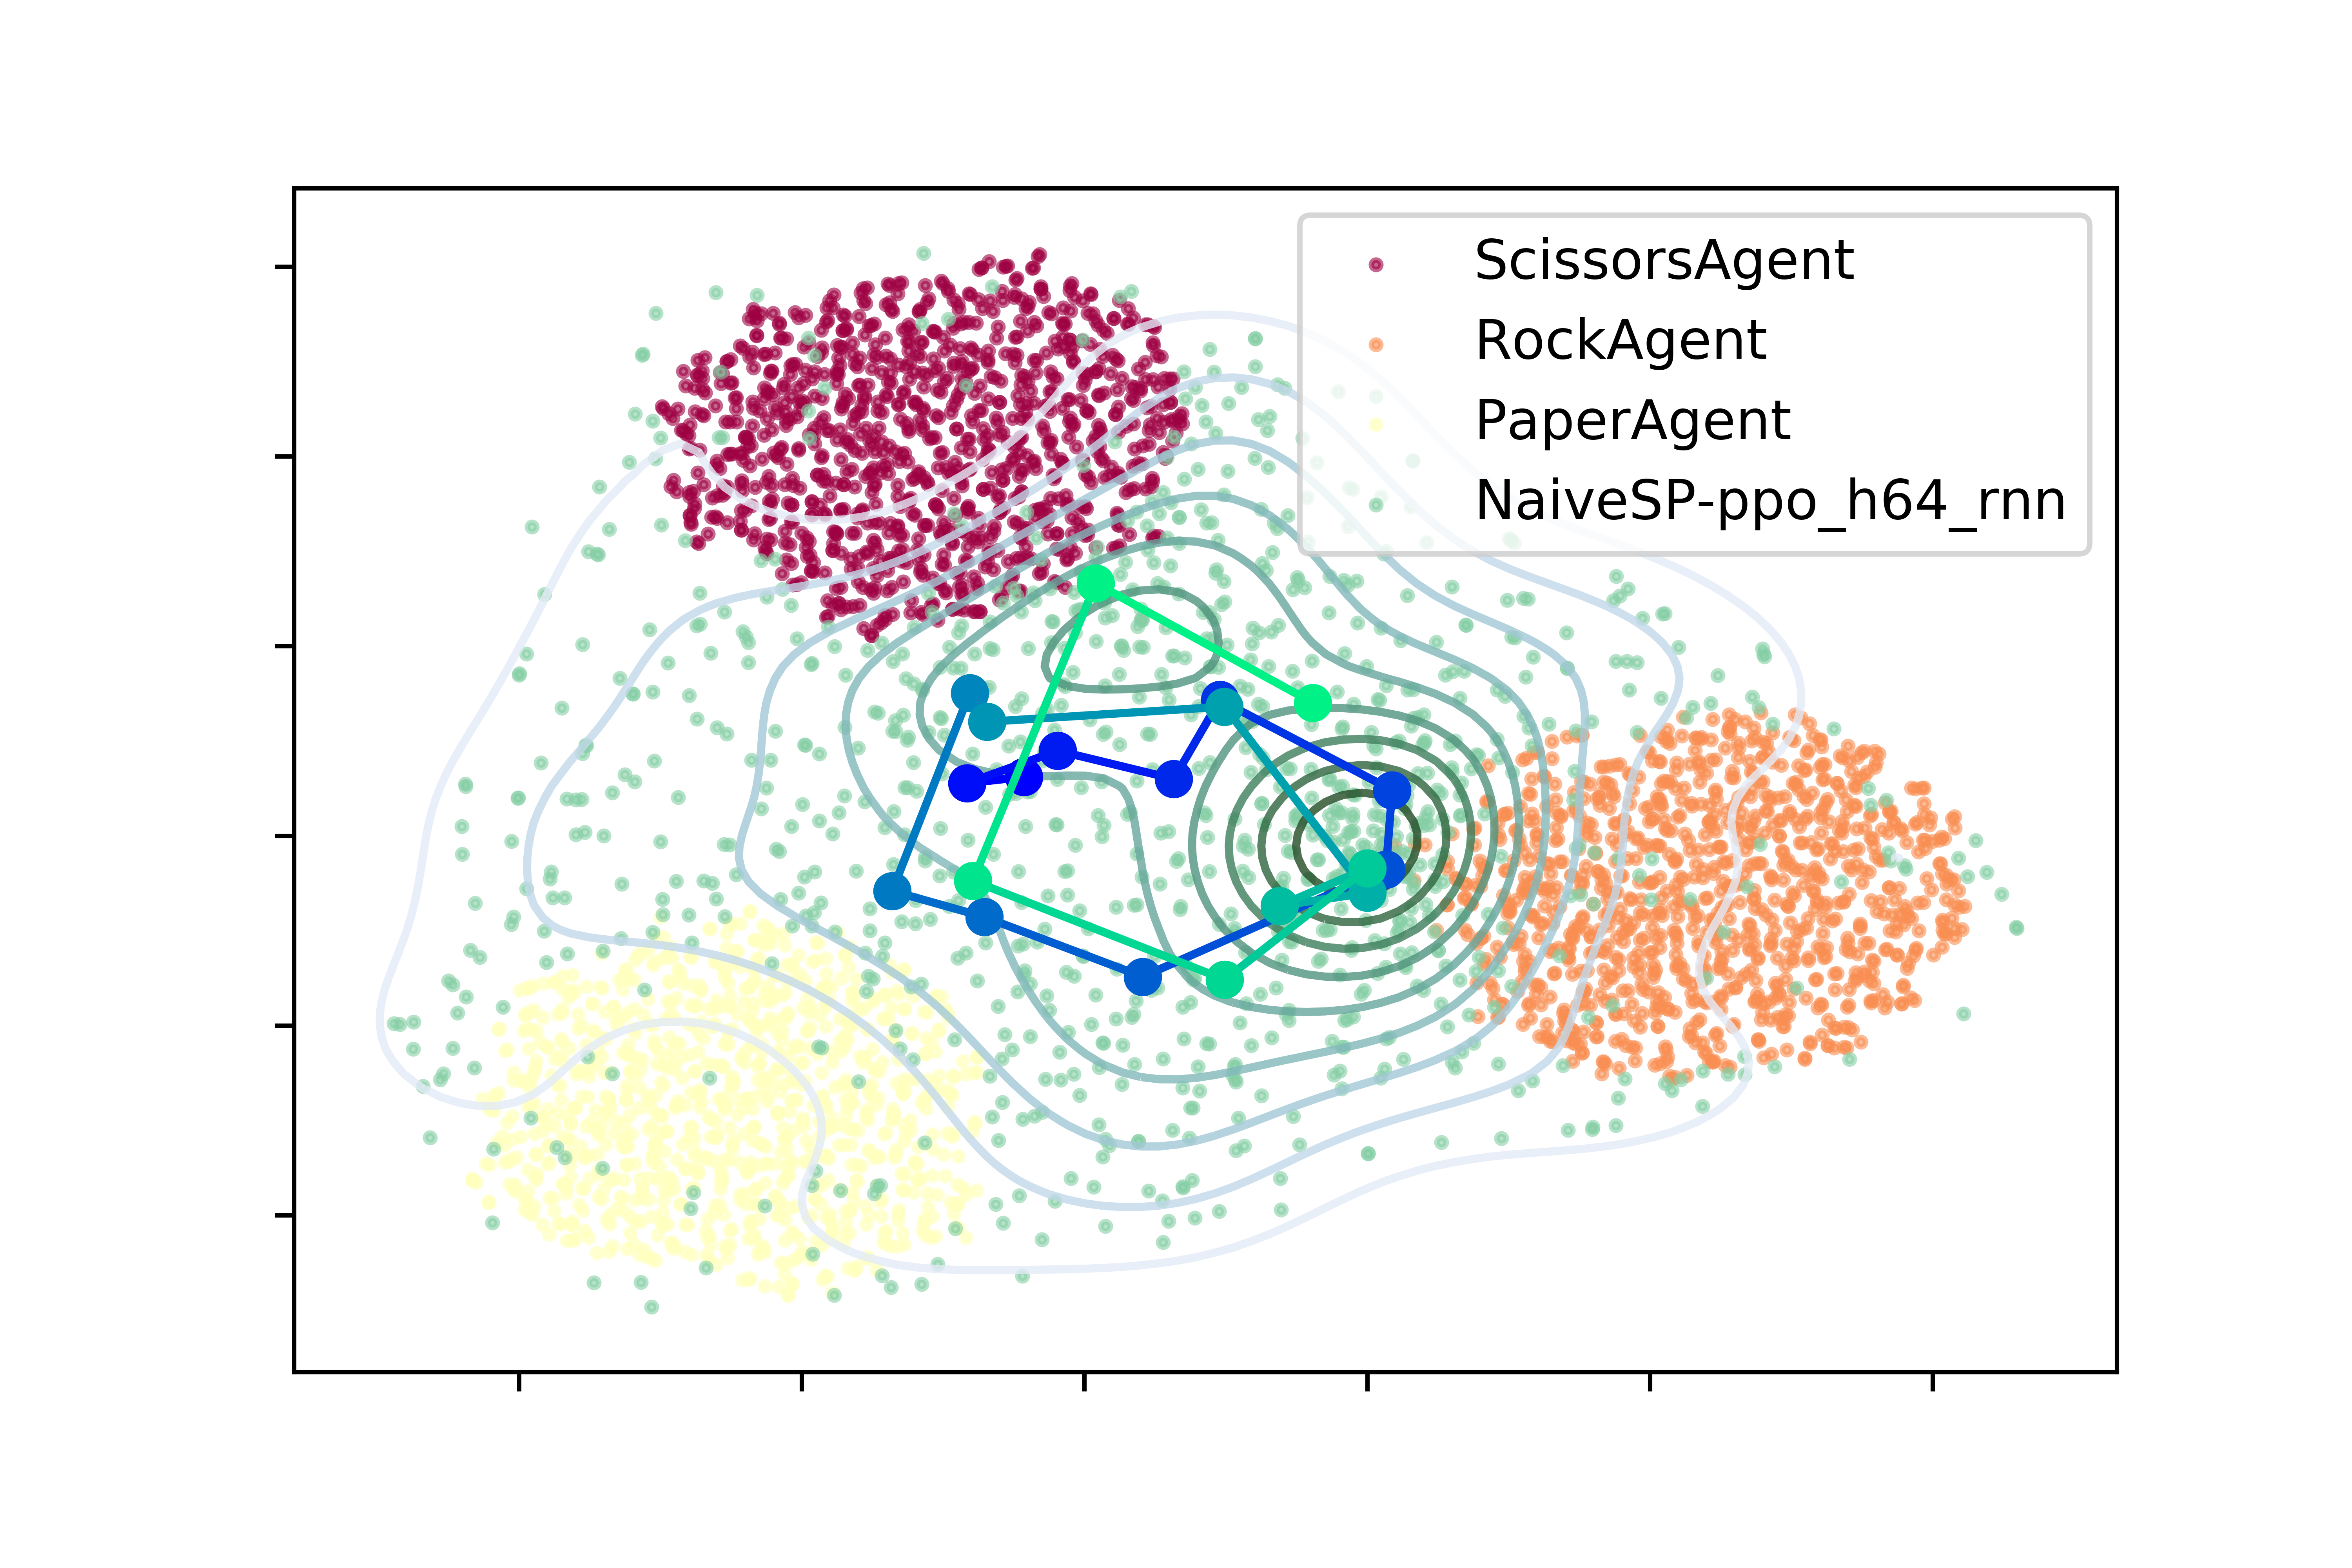 ScissorsAgent
RockAgent
PaperAgent
NaiveSP-ppo_h64_rnn